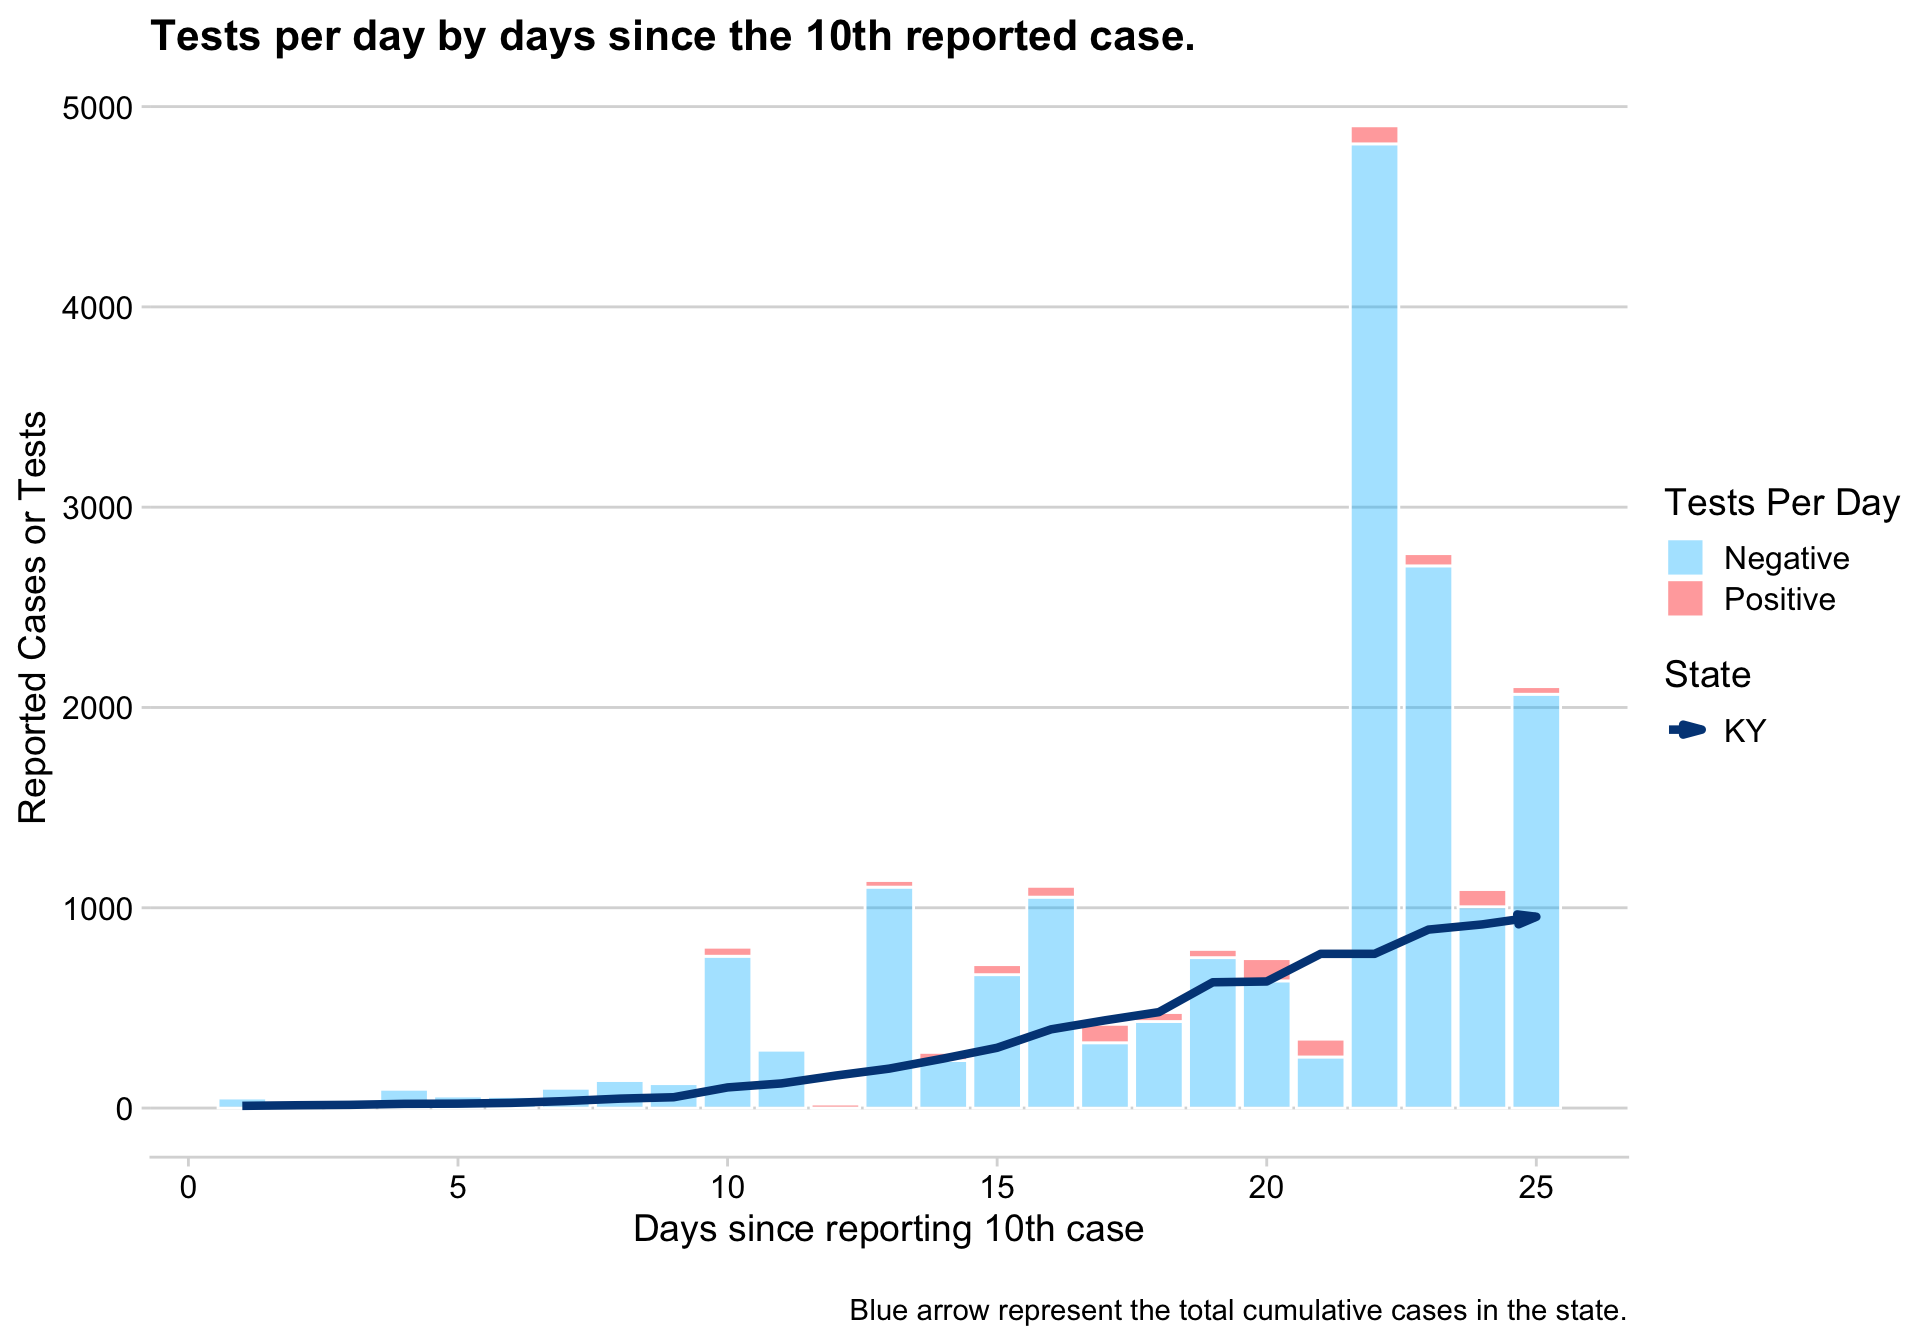 Tests per day by days since the 10th reported case.
5000
4000
3000
2000
1000
0
Reported Cases or Tests
0 5 10 15 20 25
Days since reporting 10th case
Tests Per Day
Negative
Positive
State
KY
Blue arrow represent the total cumulative cases in the state.